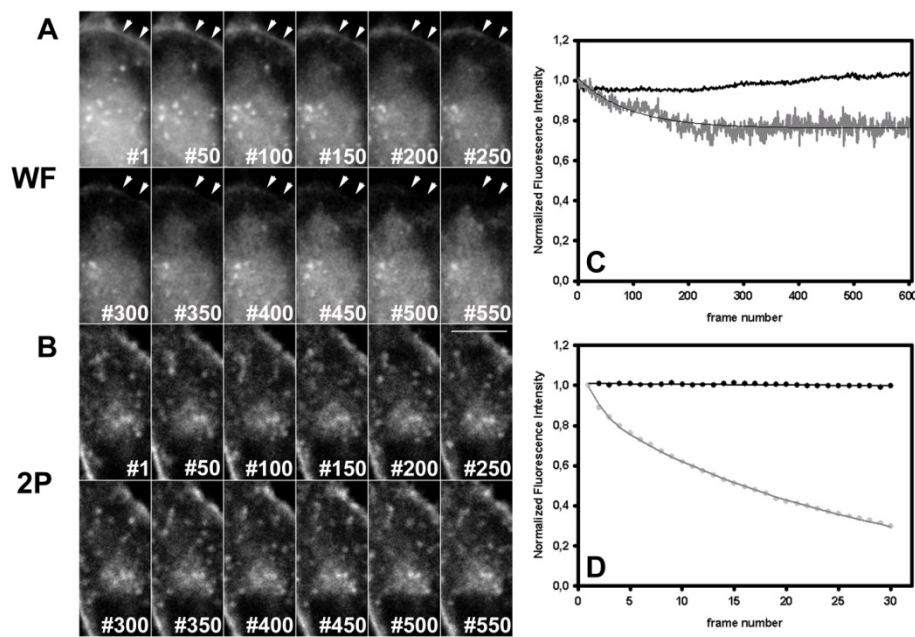 A
WF
#1 #50 #100 #150 #200 #250
#300 #350 #400 #450 #500 #550
B
2P
#1 #50 #100 #150 #200 #250
#300 #350 #400 #450 #500 #550
Normalized Fluorescence Intensity
1,2
1,0
0,8
0,6
0,4
0,2
0,0
C
0 100 200 300 400 500 600
frame number
Normalized Fluorescence Intensity
1,2
1,0
0,8
0,6
0,4
0,2
0,0
D
0 5 10 15 20 25 30
frame number